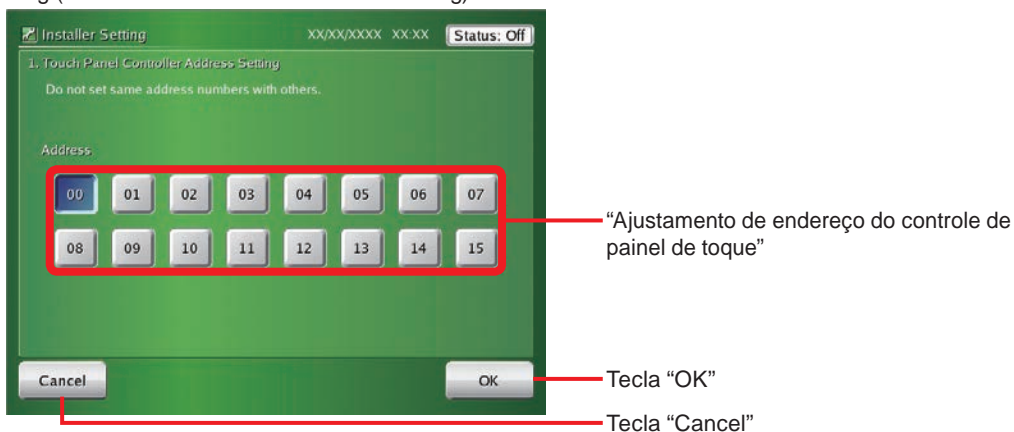 Installer Setting XX/XX/XXXX XX:XX Status: Off
1. Touch Panel Controller Address Setting
Do not set same address numbers with others.
Address
00 01 02 03 04 05 06 07
08 09 10 11 12 13 14 15
“Ajustamento de endereço do controle de
painel de toque”
Cancel OK
Tecla “OK”
Tecla “Cancel”